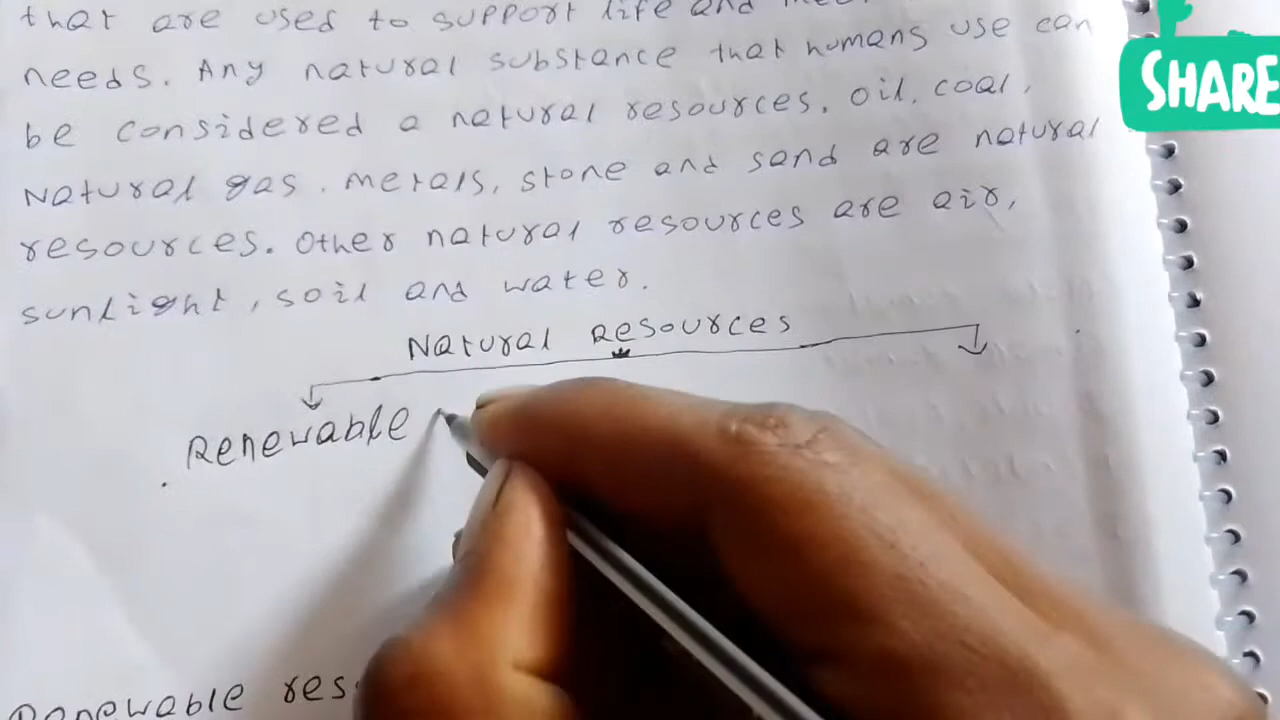 that are used to support life and
needs. Any natural substance that humans use can
be considered a natural resources. oil, coal,
Natural gas. metals, stone and sand are natural
resources. Other natural resources are air,
sunlight, soil and water.
Natural Resources
Renewable
Renewable res
SHARE